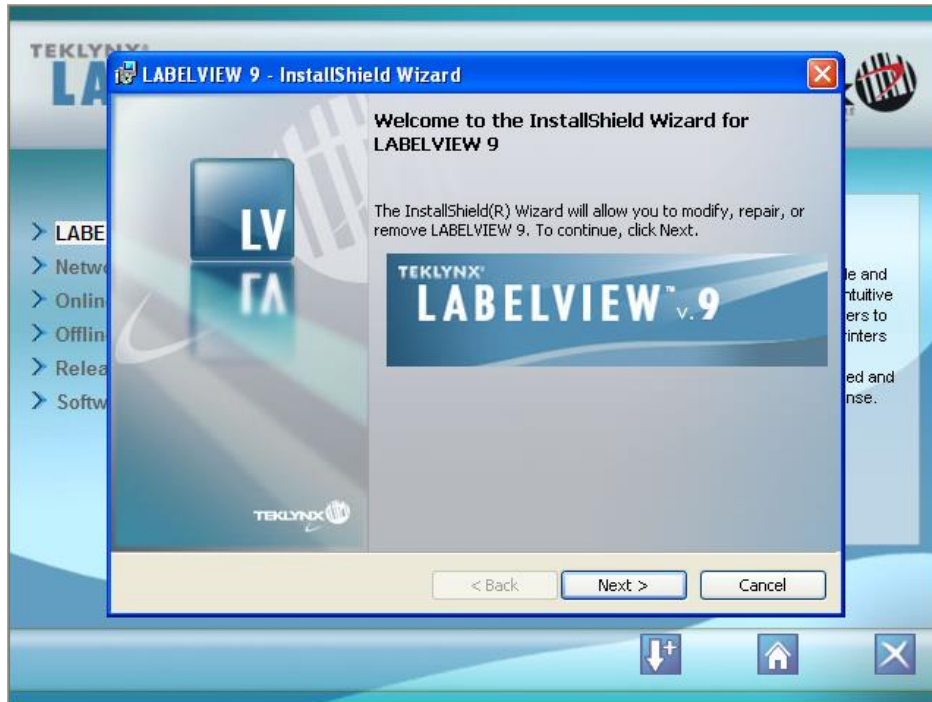 TEKLYNX
LA
LABELVIEW 9 - InstallShield Wizard
Welcome to the InstallShield Wizard for
LABELVIEW 9
The InstallShield(R) Wizard will allow you to modify, repair, or
remove LABELVIEW 9. To continue, click Next.
LV
TEKLYNX
LABELVIEW™ v.9
TEKLYNX
< Back
Next >
Cancel
> LABE
> Netw
> Onlin
> Offlin
> Relea
> Softw
le and
ntuitive
ers to
rinters
ed and
nse.